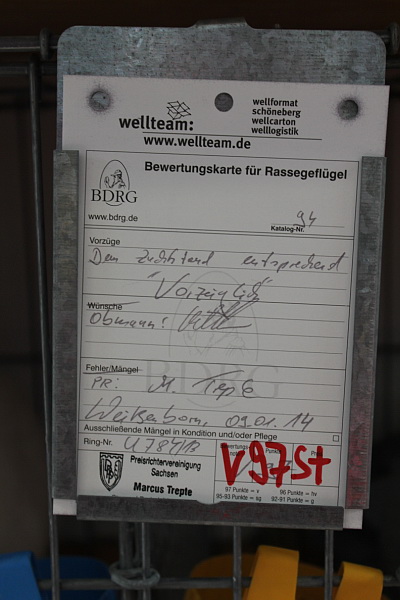 wellteam:
wellformat
schöneberg
wellcarton
welllogistik
www.wellteam.de
Bewertungskarte für Rassegeflügel
BDRG
www.bdrg.de
Katalog-Nr. 94
Vorzüge
Dem Zuchtstand entsprechend
"Vorzüglich"
Wünsche
Obmann:
Fehler/Mängel
PR: M. Trepte
09.01.14
Ausschließende Mängel in Kondition und/oder Pflege
Ring-Nr. U784/13
Preisrichtervereinigung
Sachsen
Marcus Trepte
V97St
97 Punkte = v
96 Punkte = hv
95-93 Punkte = sg
92-91 Punkte = g